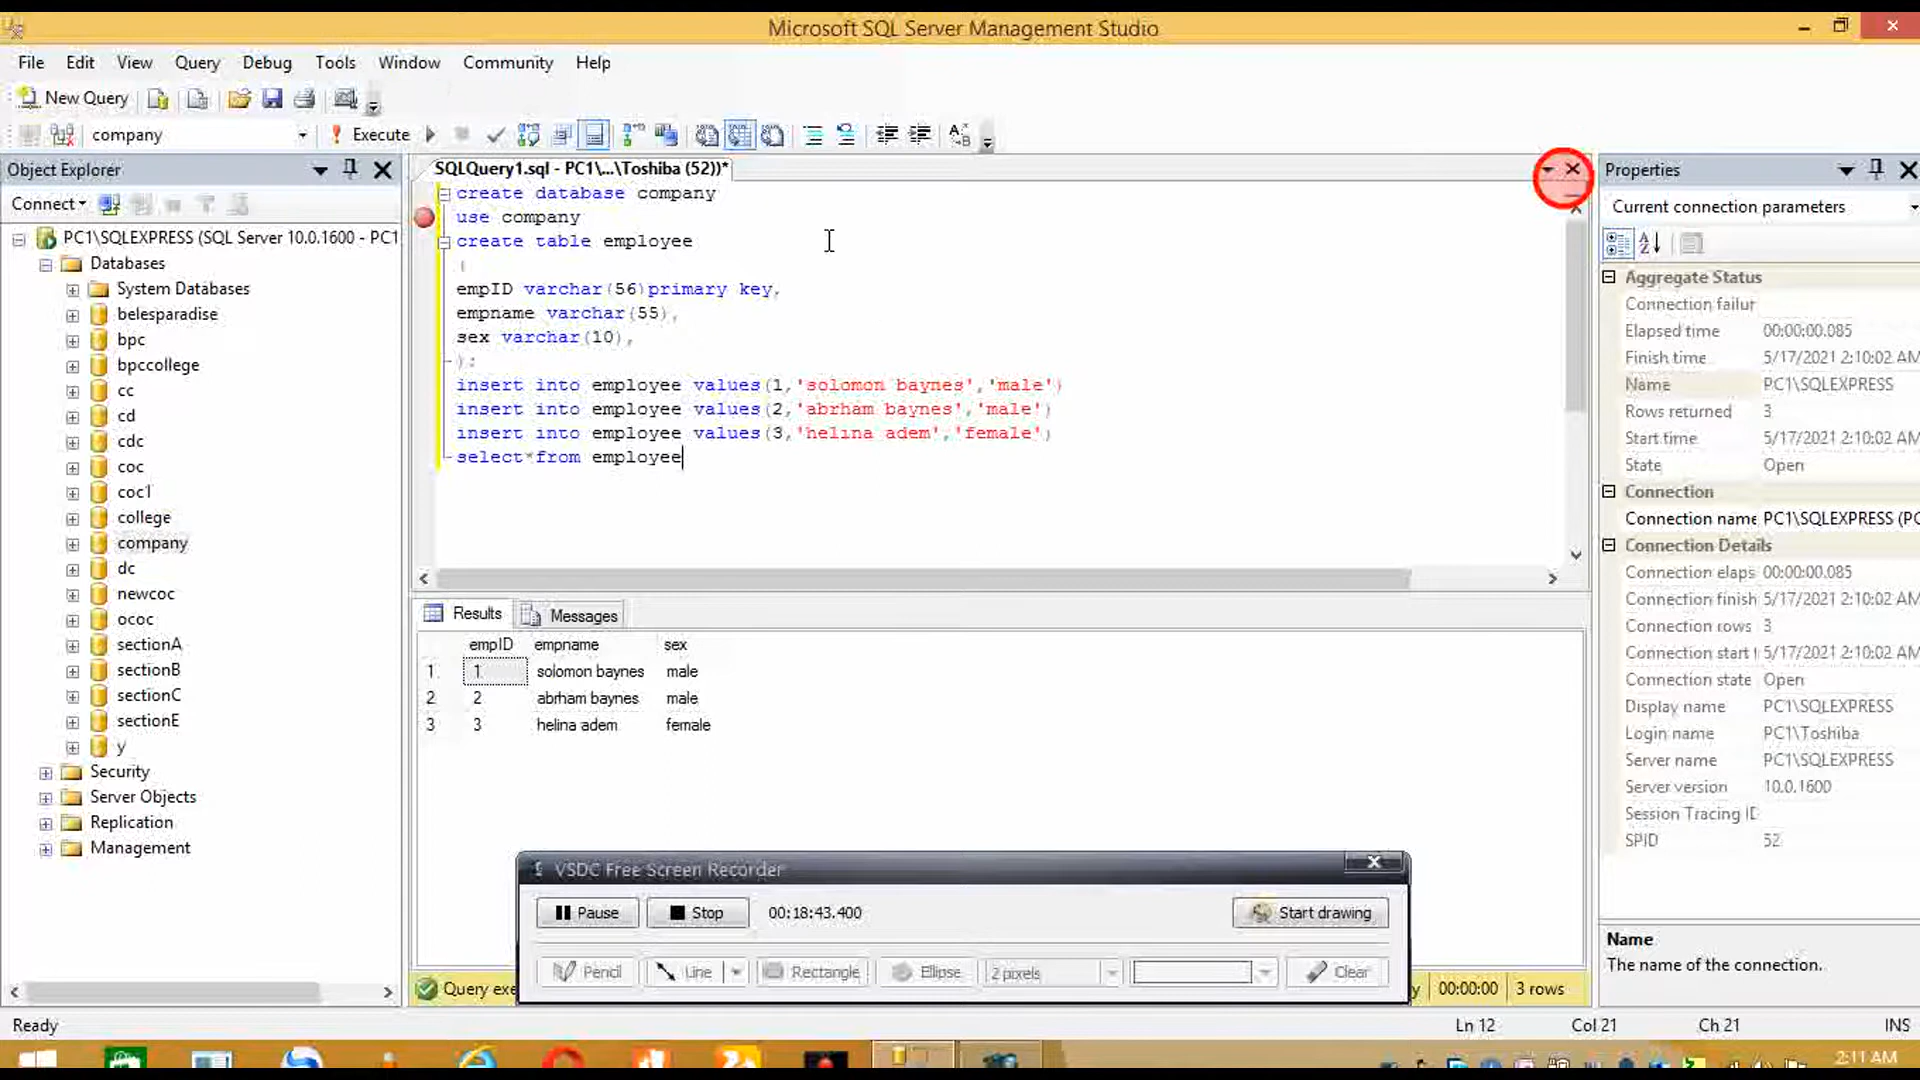 Microsoft SQL Server Management Studio
File Edit View Query Debug Tools Window Community Help
New Query
company Execute
Object Explorer
Connect
PC1\SQLEXPRESS (SQL Server 10.0.1600 - PC1
Databases
System Databases
belesparadise
bpc
bpccollege
cc
cd
cdc
coc
coc1
college
company
dc
newcoc
ococ
sectionA
sectionB
sectionC
sectionE
y
Security
Server Objects
Replication
Management
SQLQuery1.sql - PC1\...\Toshiba (52))*
create database company
use company
create table employee
(
empID varchar(56)primary key,
empname varchar(55),
sex varchar(10),
);
insert into employee values(1,'solomon baynes','male')
insert into employee values(2,'abrham baynes','male')
insert into employee values(3,'helina adem','female')
select*from employee
Results Messages
empID empname sex
1 1 solomon baynes male
2 2 abrham baynes male
3 3 helina adem female
VSDC Free Screen Recorder
Pause Stop 00:18:43.400 Start drawing
Pencil Line Rectangle Ellipse 2 pixels Clear
Query exe
y 00:00:00 3 rows
Properties
Current connection parameters
Aggregate Status
Connection failur
Elapsed time 00:00:00.085
Finish time 5/17/2021 2:10:02 AM
Name PC1\SQLEXPRESS
Rows returned 3
Start time 5/17/2021 2:10:02 AM
State Open
Connection
Connection name PC1\SQLEXPRESS (PC
Connection Details
Connection elaps 00:00:00.085
Connection finish 5/17/2021 2:10:02 AM
Connection rows 3
Connection start t 5/17/2021 2:10:02 AM
Connection state Open
Display name PC1\SQLEXPRESS
Login name PC1\Toshiba
Server name PC1\SQLEXPRESS
Server version 10.0.1600
Session Tracing ID
SPID 52
Name
The name of the connection.
Ready Ln 12 Col 21 Ch 21 INS
2:11 AM